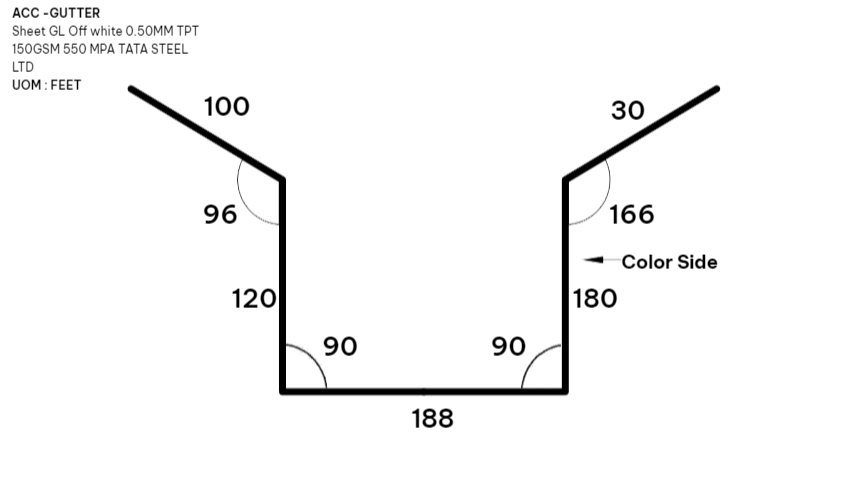 ACC -GUTTER
Sheet GL Off white 0.50MM TPT
150GSM 550 MPA TATA STEEL
LTD
UOM : FEET
100
30
96
166
Color Side
120
180
90
90
188